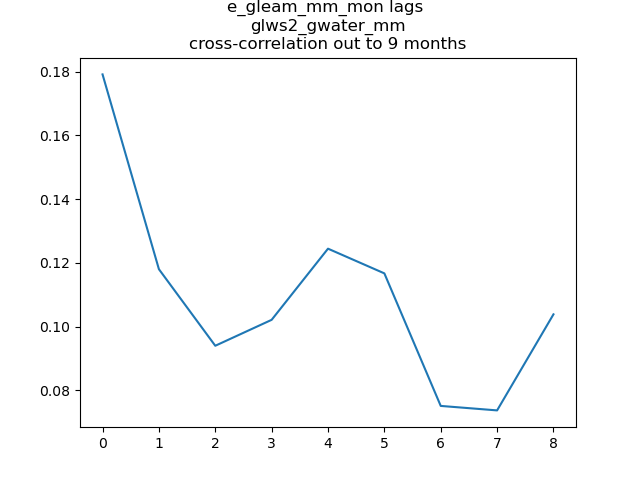 e_gleam_mm_mon lags
glws2_gwater_mm
cross-correlation out to 9 months
0.18
0.16
0.14
0.12
0.10
0.08
0 1 2 3 4 5 6 7 8